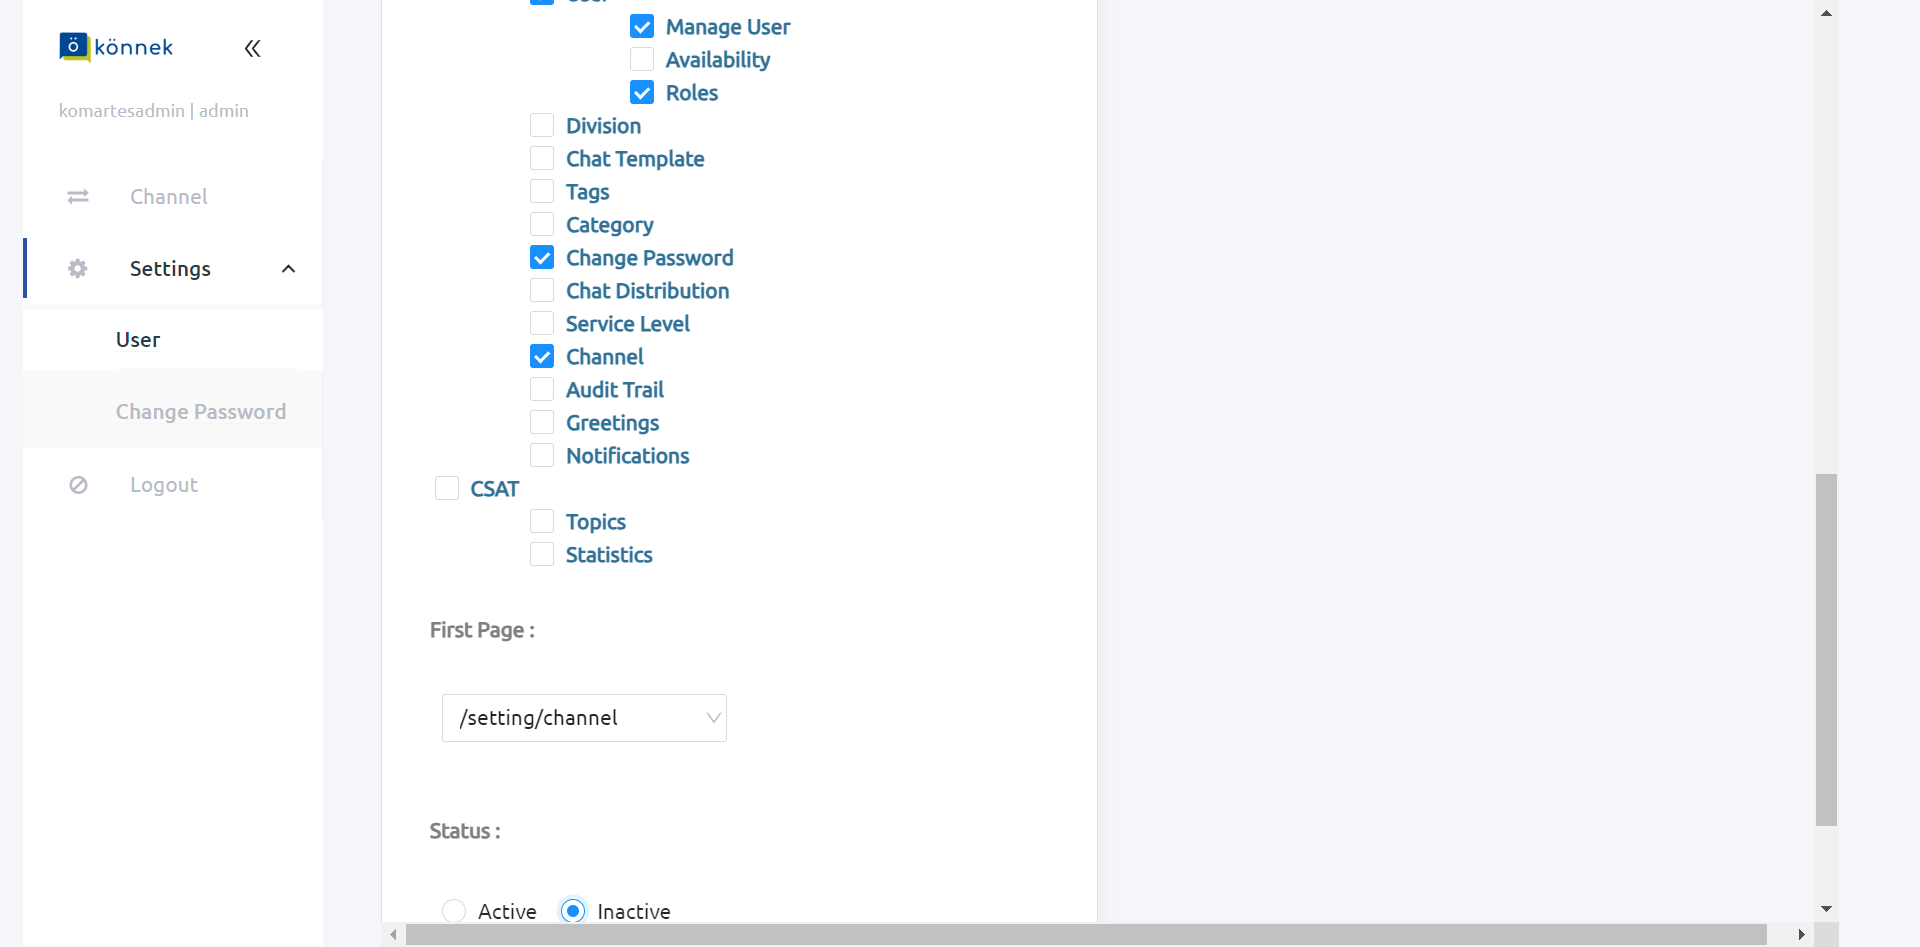 ö könnek
komartesadmin | admin
Channel
Settings
User
Change Password
Logout
Manage User
Availability
Roles
Division
Chat Template
Tags
Category
Change Password
Chat Distribution
Service Level
Channel
Audit Trail
Greetings
Notifications
CSAT
Topics
Statistics
First Page :
/setting/channel
Status :
Active
Inactive